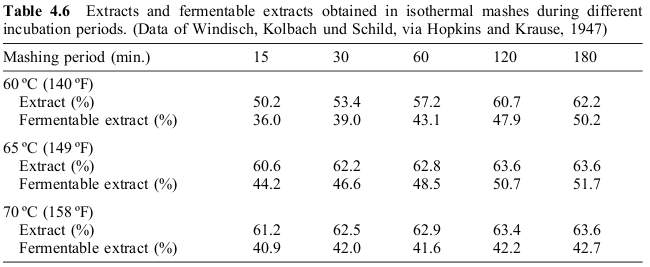 Table 4.6 Extracts and fermentable extracts obtained in isothermal mashes during different
incubation periods. (Data of Windisch, Kolbach und Schild, via Hopkins and Krause, 1947)
Mashing period (min.) 15 30 60 120 180
60 ºC (140 ºF)
Extract (%) 50.2 53.4 57.2 60.7 62.2
Fermentable extract (%) 36.0 39.0 43.1 47.9 50.2
65 ºC (149 ºF)
Extract (%) 60.6 62.2 62.8 63.6 63.6
Fermentable extract (%) 44.2 46.6 48.5 50.7 51.7
70 ºC (158 ºF)
Extract (%) 61.2 62.5 62.9 63.4 63.6
Fermentable extract (%) 40.9 42.0 41.6 42.2 42.7